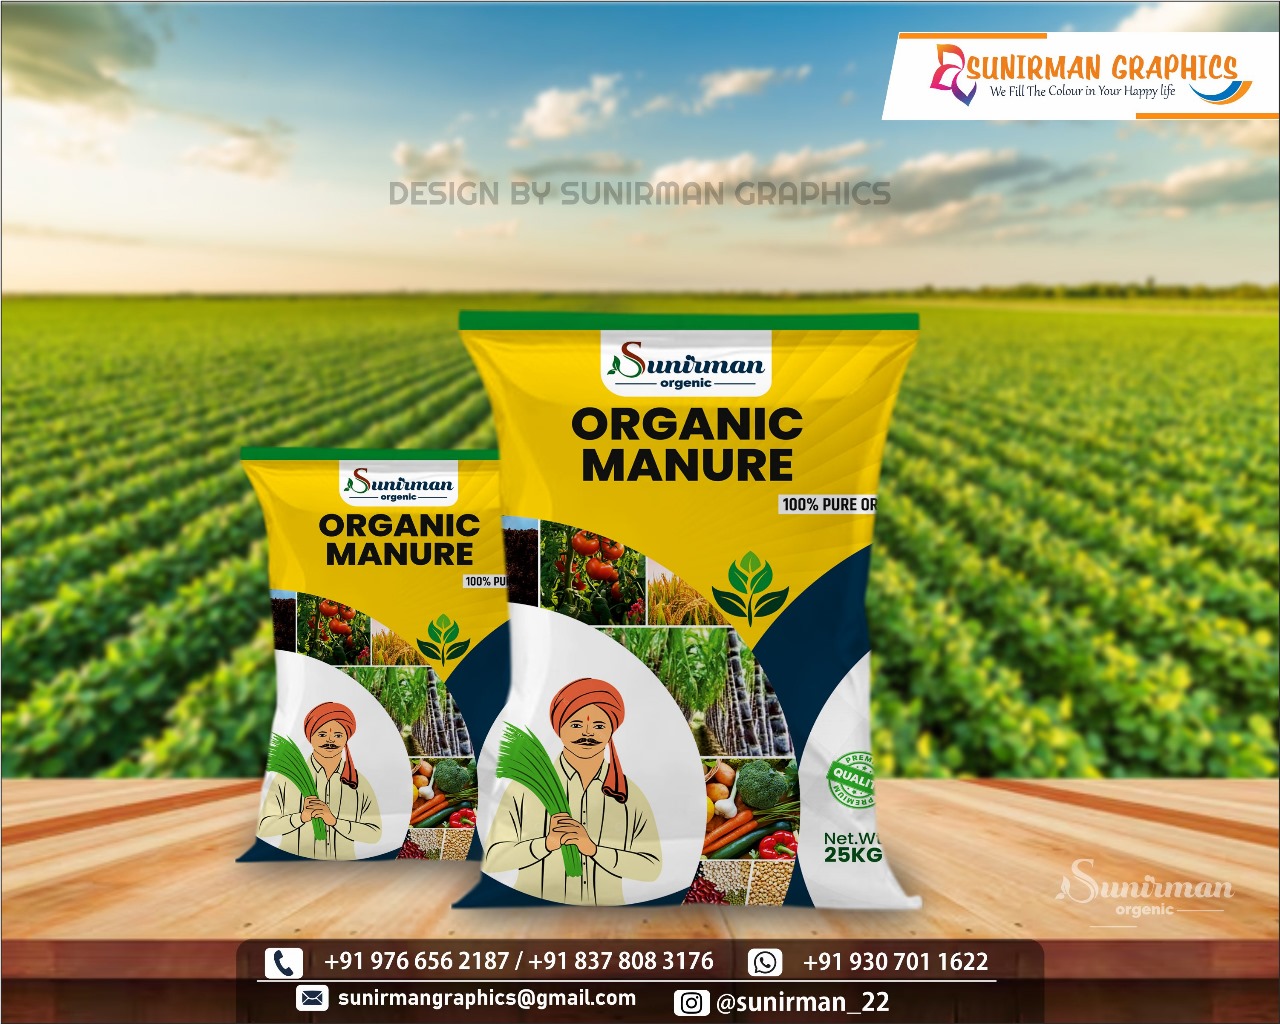 SUNIRMAN GRAPHICS
We Fill The Colour in Your Happy life
DESIGN BY SUNIRMAN GRAPHICS
Sunirman
orgenic
ORGANIC
MANURE
100% PURE OR
QUALIT
PREM
PREMIUM
Net.Wt
25KG
Sunirman
orgenic
ORGANIC
MANURE
100% PU
Sunirman
orgenic
+91 976 656 2187 / +91 837 808 3176
+91 930 701 1622
sunirmangraphics@gmail.com
@sunirman_22